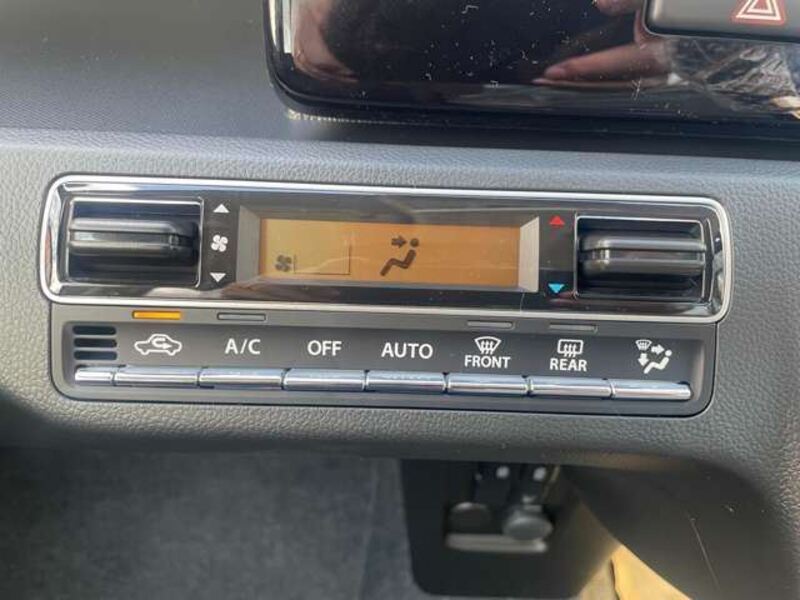 A/C OFF AUTO FRONT REAR